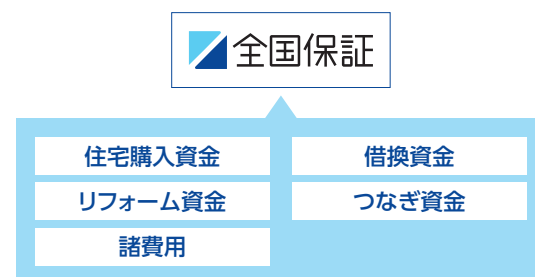 全国保証
住宅購入資金
借換資金
リフォーム資金
つなぎ資金
諸費用